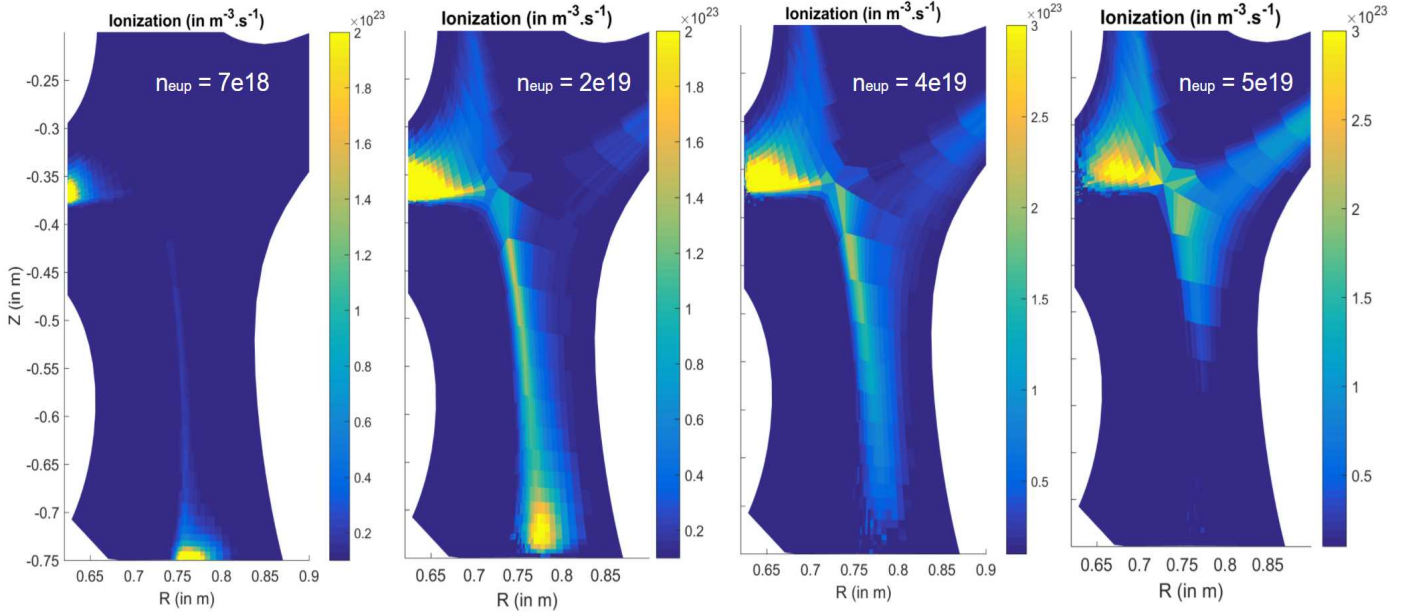 Ionization (in m⁻³.s⁻¹)
×10²³
nₑᵤₚ = 7e18
2
1.8
1.6
1.4
1.2
1
0.8
0.6
0.4
0.2
-0.25
-0.3
-0.35
-0.4
-0.45
-0.5
-0.55
-0.6
-0.65
-0.7
-0.75
Z (in m)
0.65 0.7 0.75 0.8 0.85 0.9
R (in m)
Ionization (in m⁻³.s⁻¹)
×10²³
nₑᵤₚ = 2e19
2
1.8
1.6
1.4
1.2
1
0.8
0.6
0.4
0.2
0.65 0.7 0.75 0.8 0.85
R (in m)
Ionization (in m⁻³.s⁻¹)
×10²³
nₑᵤₚ = 4e19
3
2.5
2
1.5
1
0.5
0.65 0.7 0.75 0.8 0.85 0.9
R (in m)
Ionization (in m⁻³.s⁻¹)
×10²³
nₑᵤₚ = 5e19
3
2.5
2
1.5
1
0.5
0.65 0.7 0.75 0.80 0.85
R (in m)